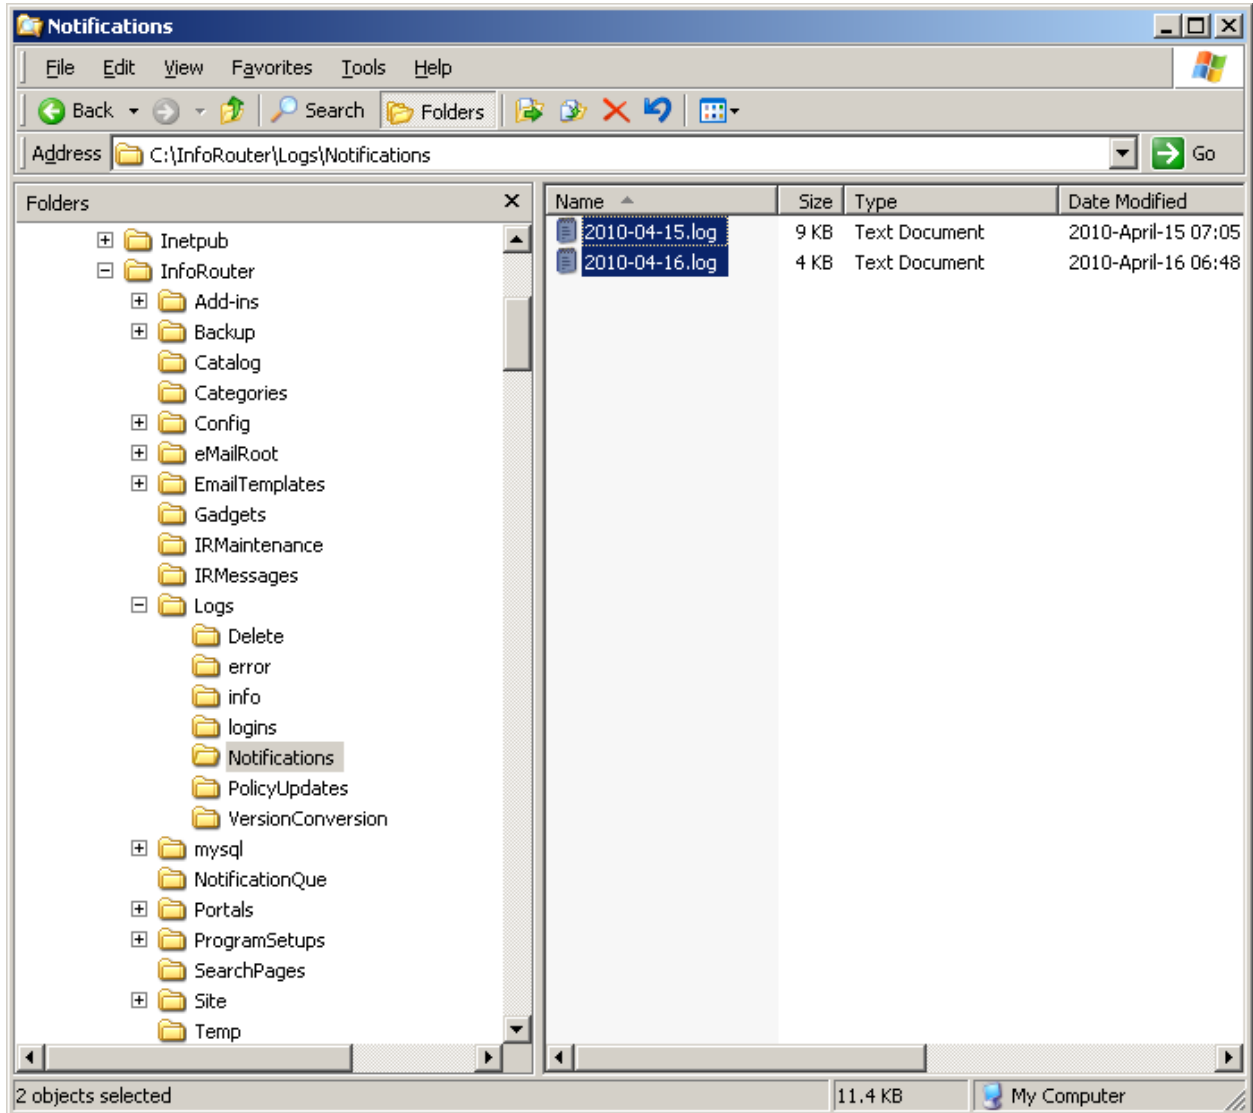 Notifications
File Edit View Favorites Tools Help
Back Search Folders
Address C:\InfoRouter\Logs\Notifications Go
Folders
Name Size Type Date Modified
2010-04-15.log 9 KB Text Document 2010-April-15 07:05
2010-04-16.log 4 KB Text Document 2010-April-16 06:48
Inetpub
InfoRouter
Add-ins
Backup
Catalog
Categories
Config
eMailRoot
EmailTemplates
Gadgets
IRMaintenance
IRMessages
Logs
Delete
error
info
logins
Notifications
PolicyUpdates
VersionConversion
mysql
NotificationQue
Portals
ProgramSetups
SearchPages
Site
Temp
2 objects selected 11.4 KB My Computer